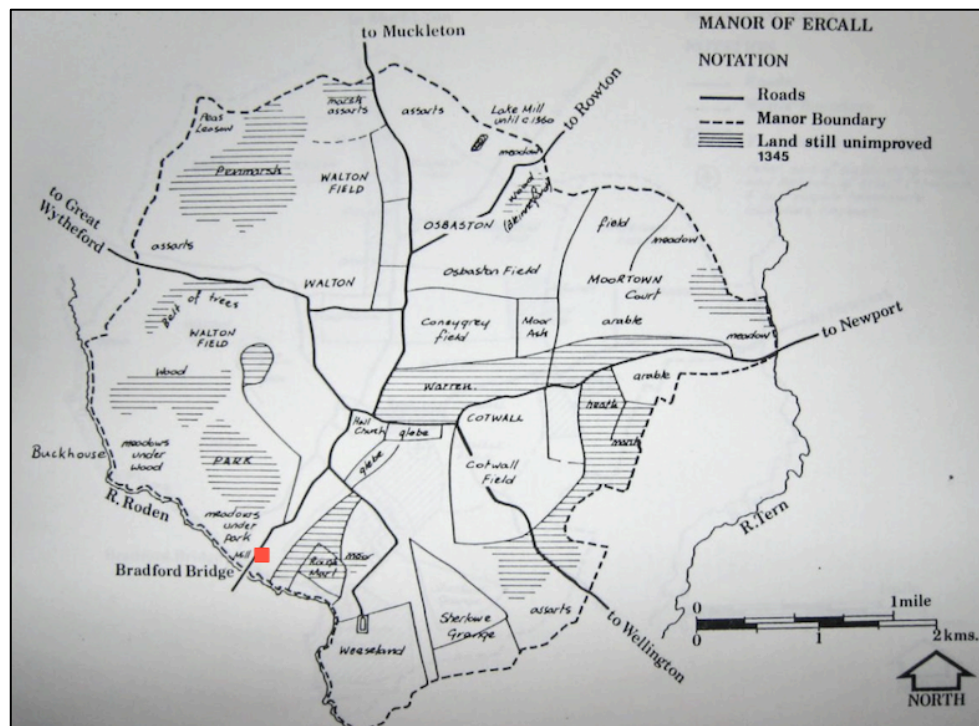 MANOR OF ERCALL
NOTATION
Roads
Manor Boundary
Land still unimproved
1345
to Muckleton
to Rowton
to Great
Wytheford
to Newport
to Wellington
Peas
Leasow
marsh
assarts
assarts
Lake Mill
until c1560
meadow
Penmarsh
WALTON
FIELD
OSBASTON
field
meadow
assarts
Osbaston Field
MOORTOWN
Court
WALTON
Belt of trees
WALTON
FIELD
Coneygrey
field
Moor
Ash
arable
meadow
Wood
Warren
arable
heath
marsh
Hall
Church
glebe
COTWALL
glebe
Cotwall
Field
meadows
under
Wood
PARK
Buckhouse
R. Roden
meadows
under
park
Mill
Bradford Bridge
moor
R. Tern
assarts
Sherlowe
Grange
Weaseland
0 1 mile
0 1 2 kms.
NORTH